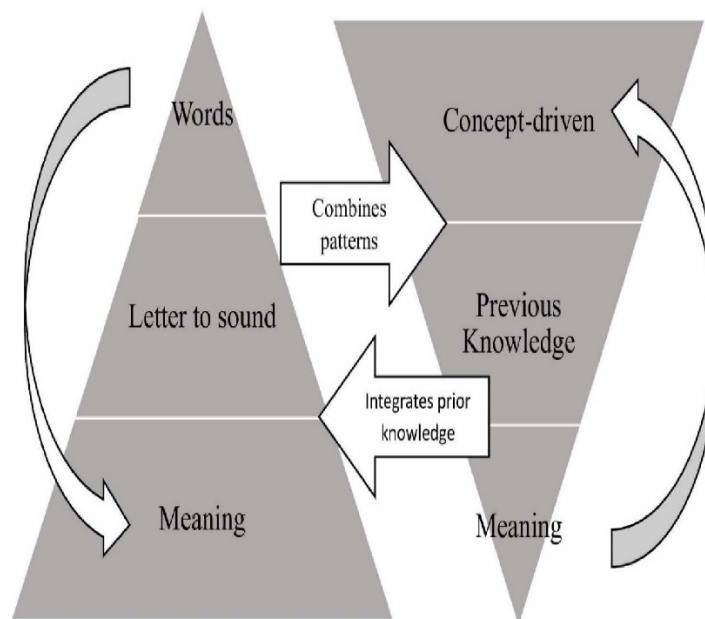 Words
Letter to sound
Meaning
Combines
patterns
Integrates prior
knowledge
Concept-driven
Previous
Knowledge
Meaning